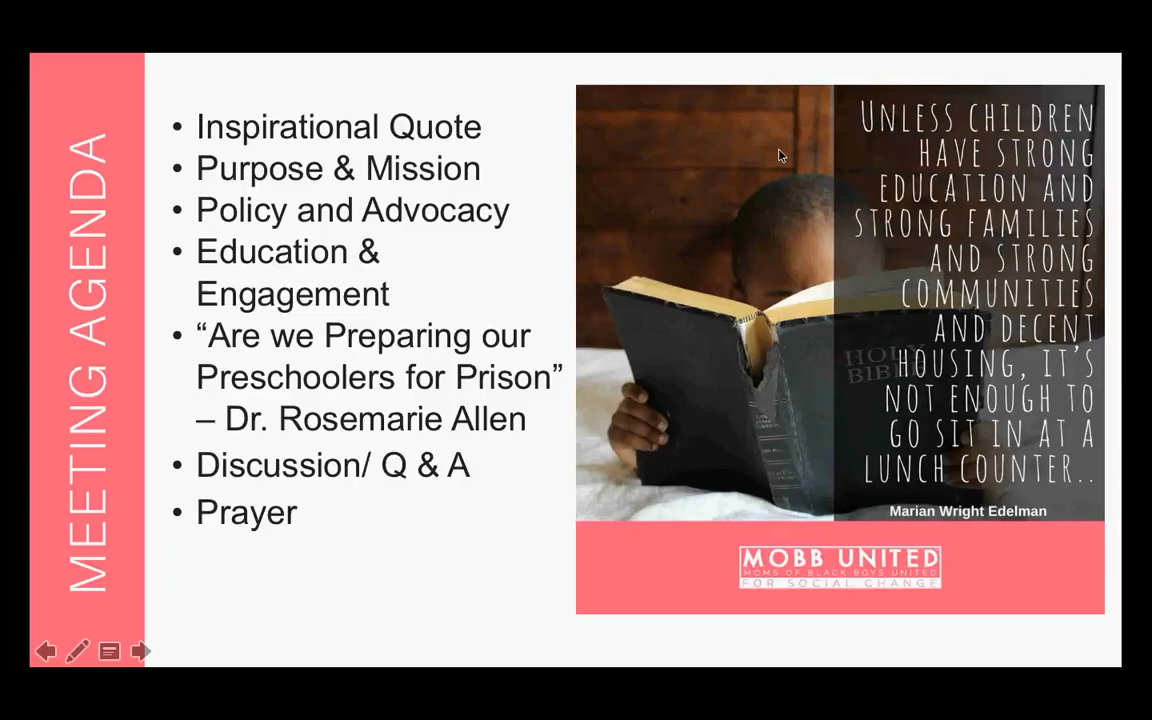 MEETING AGENDA
• Inspirational Quote
• Purpose & Mission
• Policy and Advocacy
• Education &
Engagement
• “Are we Preparing our
Preschoolers for Prison”
– Dr. Rosemarie Allen
• Discussion/ Q & A
• Prayer
UNLESS CHILDREN
HAVE STRONG
EDUCATION AND
STRONG FAMILIES
AND STRONG
COMMUNITIES
AND DECENT
HOUSING, IT’S
NOT ENOUGH TO
GO SIT IN AT A
LUNCH COUNTER..
Marian Wright Edelman
HOLY
BIBLE
MOBB UNITED
MOMS OF BLACK BOYS UNITED
FOR SOCIAL CHANGE